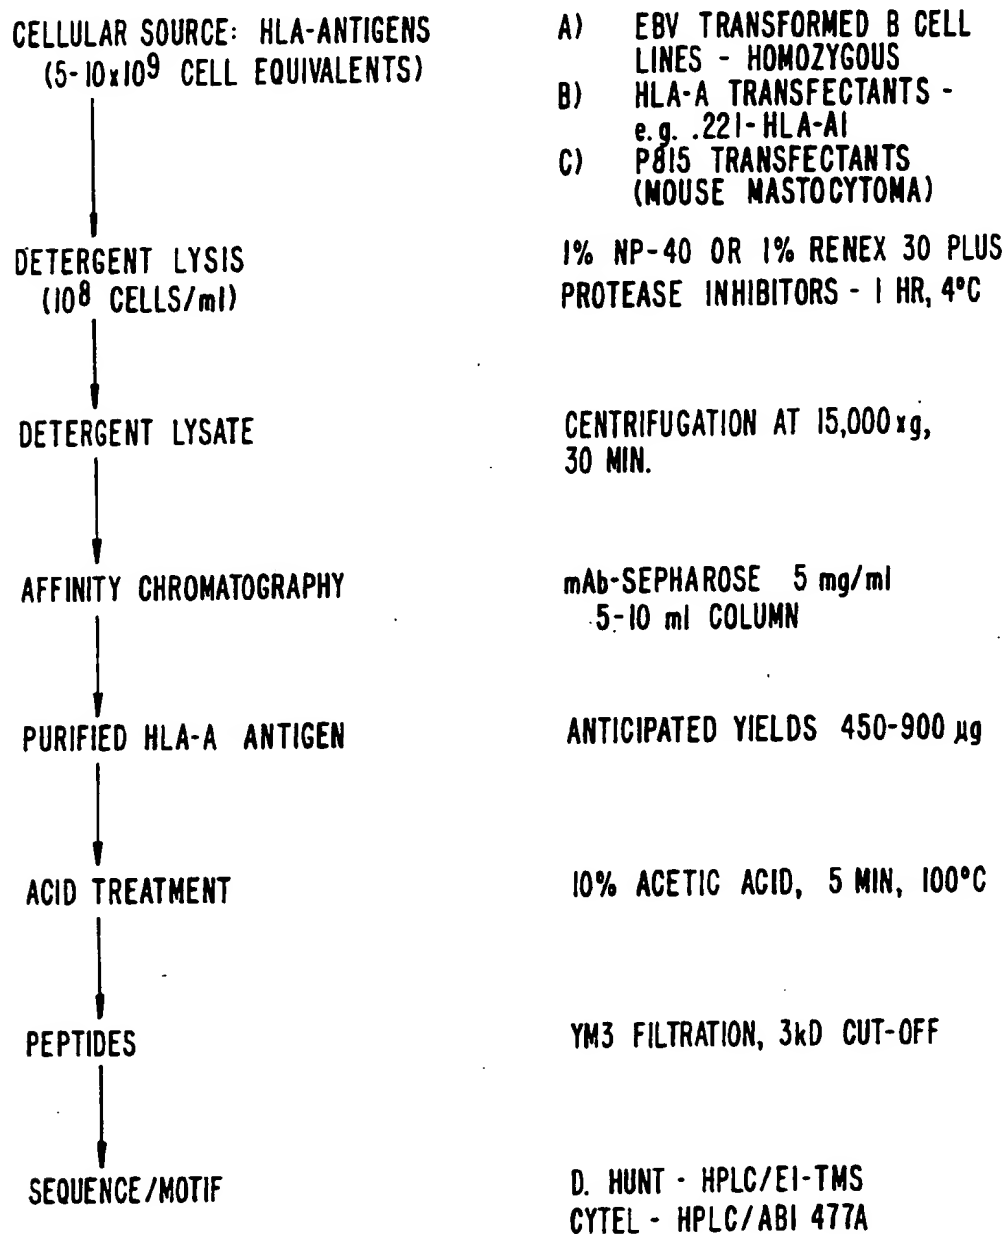 CELLULAR SOURCE: HLA-ANTIGENS
(5-10x10⁹ CELL EQUIVALENTS)
A) EBV TRANSFORMED B CELL
LINES - HOMOZYGOUS
B) HLA-A TRANSFECTANTS -
e.g. .221-HLA-A1
C) P815 TRANSFECTANTS
(MOUSE MASTOCYTOMA)
DETERGENT LYSIS
(10⁸ CELLS/ml)
1% NP-40 OR 1% RENEX 30 PLUS
PROTEASE INHIBITORS - 1 HR, 4°C
DETERGENT LYSATE
CENTRIFUGATION AT 15,000xg,
30 MIN.
AFFINITY CHROMATOGRAPHY
mAb-SEPHAROSE 5 mg/ml
5-10 ml COLUMN
PURIFIED HLA-A ANTIGEN
ANTICIPATED YIELDS 450-900 µg
ACID TREATMENT
10% ACETIC ACID, 5 MIN, 100°C
PEPTIDES
YM3 FILTRATION, 3kD CUT-OFF
SEQUENCE/MOTIF
D. HUNT - HPLC/EI-TMS
CYTEL - HPLC/ABI 477A